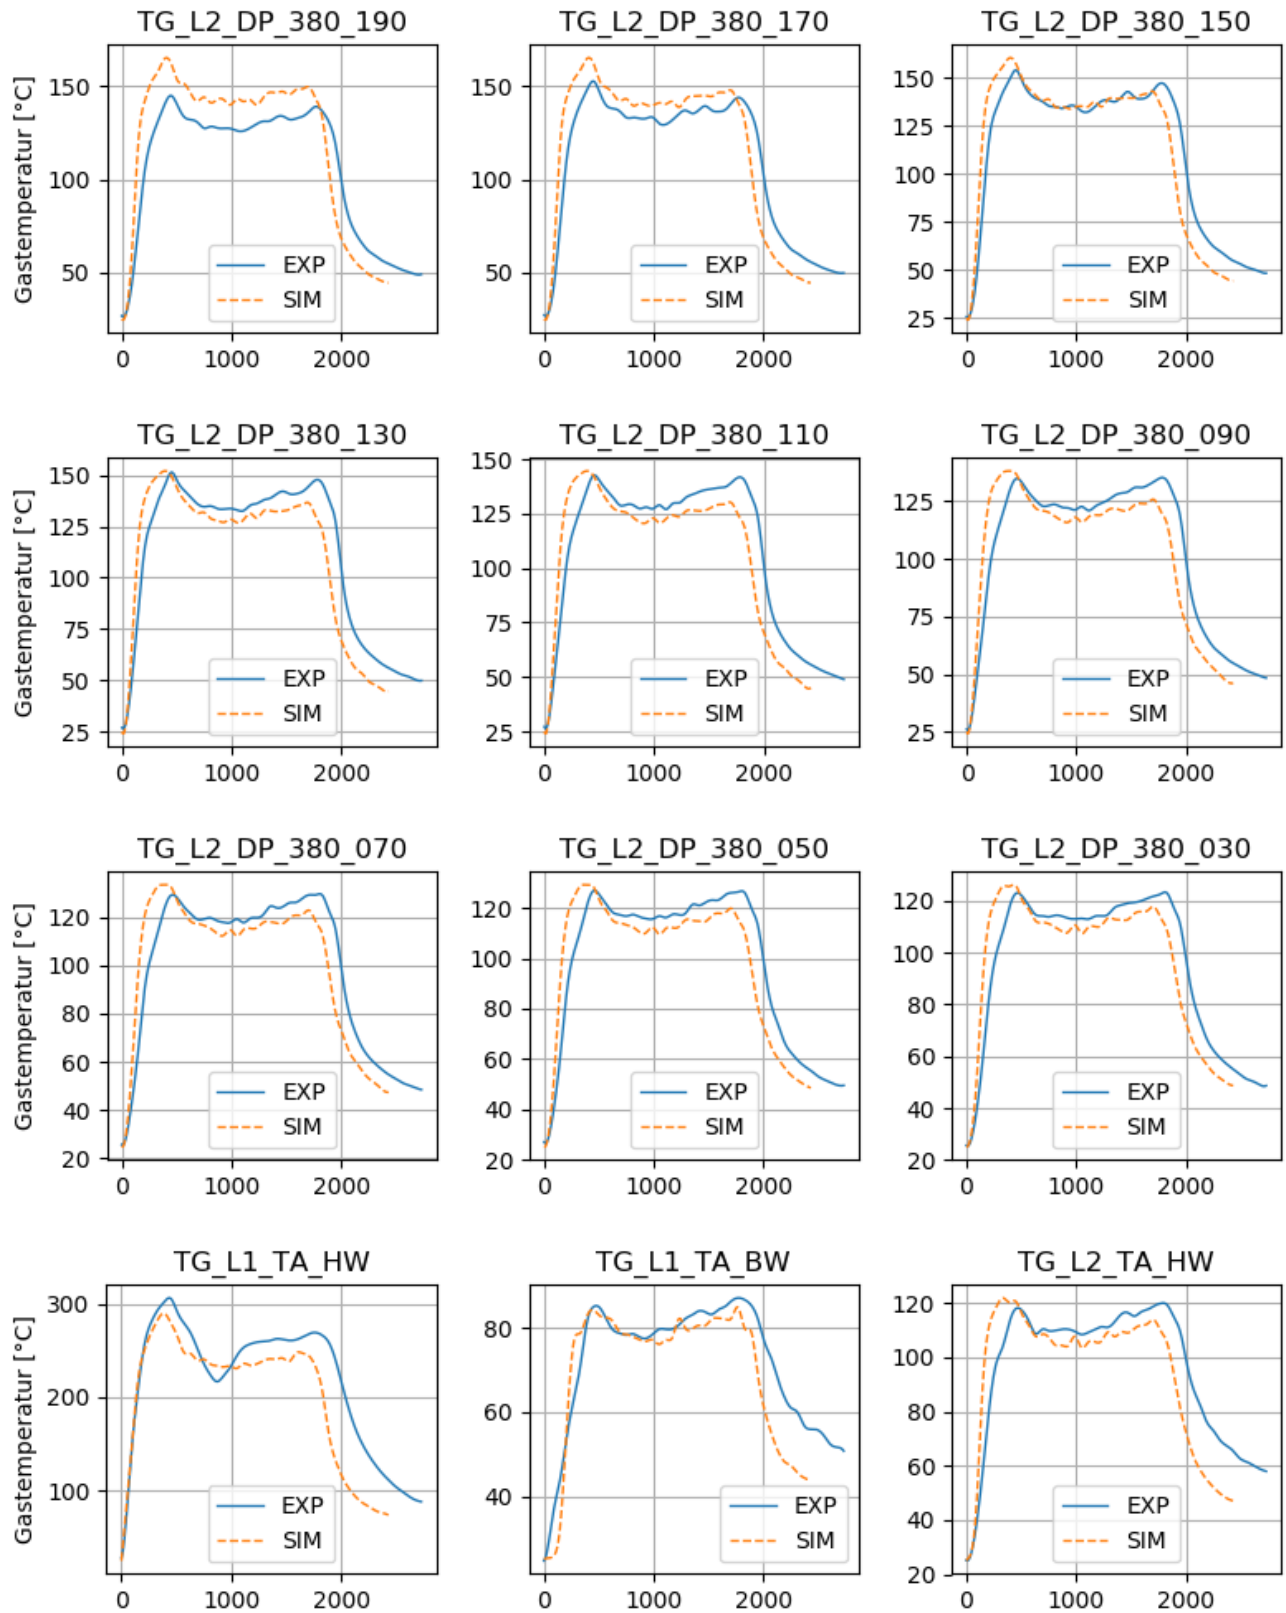 TG_L2_DP_380_190 TG_L2_DP_380_170 TG_L2_DP_380_150
Gastemperatur [°C]
150
100
50
EXP
SIM
0 1000 2000
150
100
50
EXP
SIM
0 1000 2000
150
125
100
75
50
25
EXP
SIM
0 1000 2000
TG_L2_DP_380_130 TG_L2_DP_380_110 TG_L2_DP_380_090
Gastemperatur [°C]
150
125
100
75
50
25
EXP
SIM
0 1000 2000
150
125
100
75
50
25
EXP
SIM
0 1000 2000
125
100
75
50
25
EXP
SIM
0 1000 2000
TG_L2_DP_380_070 TG_L2_DP_380_050 TG_L2_DP_380_030
Gastemperatur [°C]
120
100
80
60
40
20
EXP
SIM
0 1000 2000
120
100
80
60
40
20
EXP
SIM
0 1000 2000
120
100
80
60
40
20
EXP
SIM
0 1000 2000
TG_L1_TA_HW TG_L1_TA_BW TG_L2_TA_HW
Gastemperatur [°C]
300
200
100
EXP
SIM
0 1000 2000
80
60
40
EXP
SIM
0 1000 2000
120
100
80
60
40
20
EXP
SIM
0 1000 2000